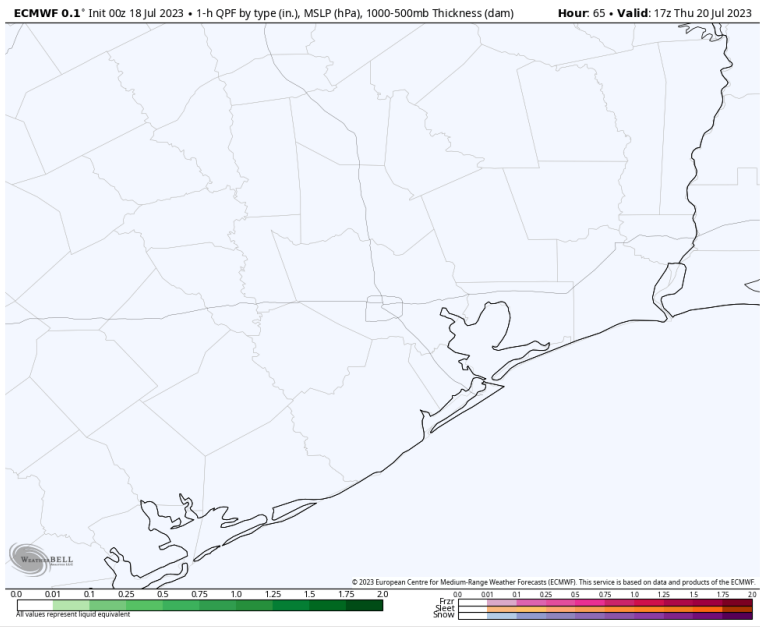 ECMWF 0.1° Init 00z 18 Jul 2023 • 1-h QPF by type (in.), MSLP (hPa), 1000-500mb Thickness (dam) Hour: 65 • Valid: 17z Thu 20 Jul 2023
WEATHERBELL
© 2023 European Centre for Medium-Range Weather Forecasts (ECMWF). This service is based on data and products of the ECMWF.
0.0 0.01 0.1 0.25 0.5 0.75 1.0 1.25 1.5 1.75 2.0
All values represent liquid equivalent
0.0 0.01 0.1 0.25 0.5 0.75 1.0 1.25 1.5 1.75 2.0
Frzr
Sleet
Snow